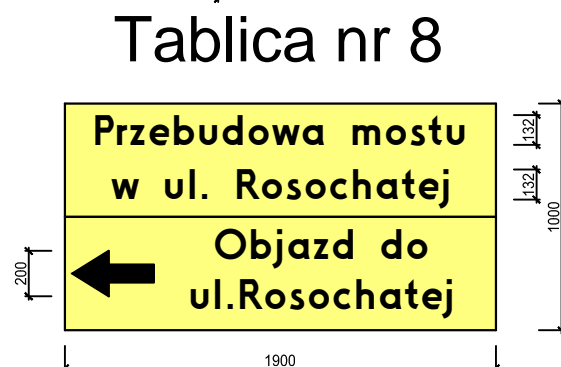 Tablica nr 8
Przebudowa mostu
w ul. Rosochatej
Objazd do
ul.Rosochatej
132
132
1000
200
1900